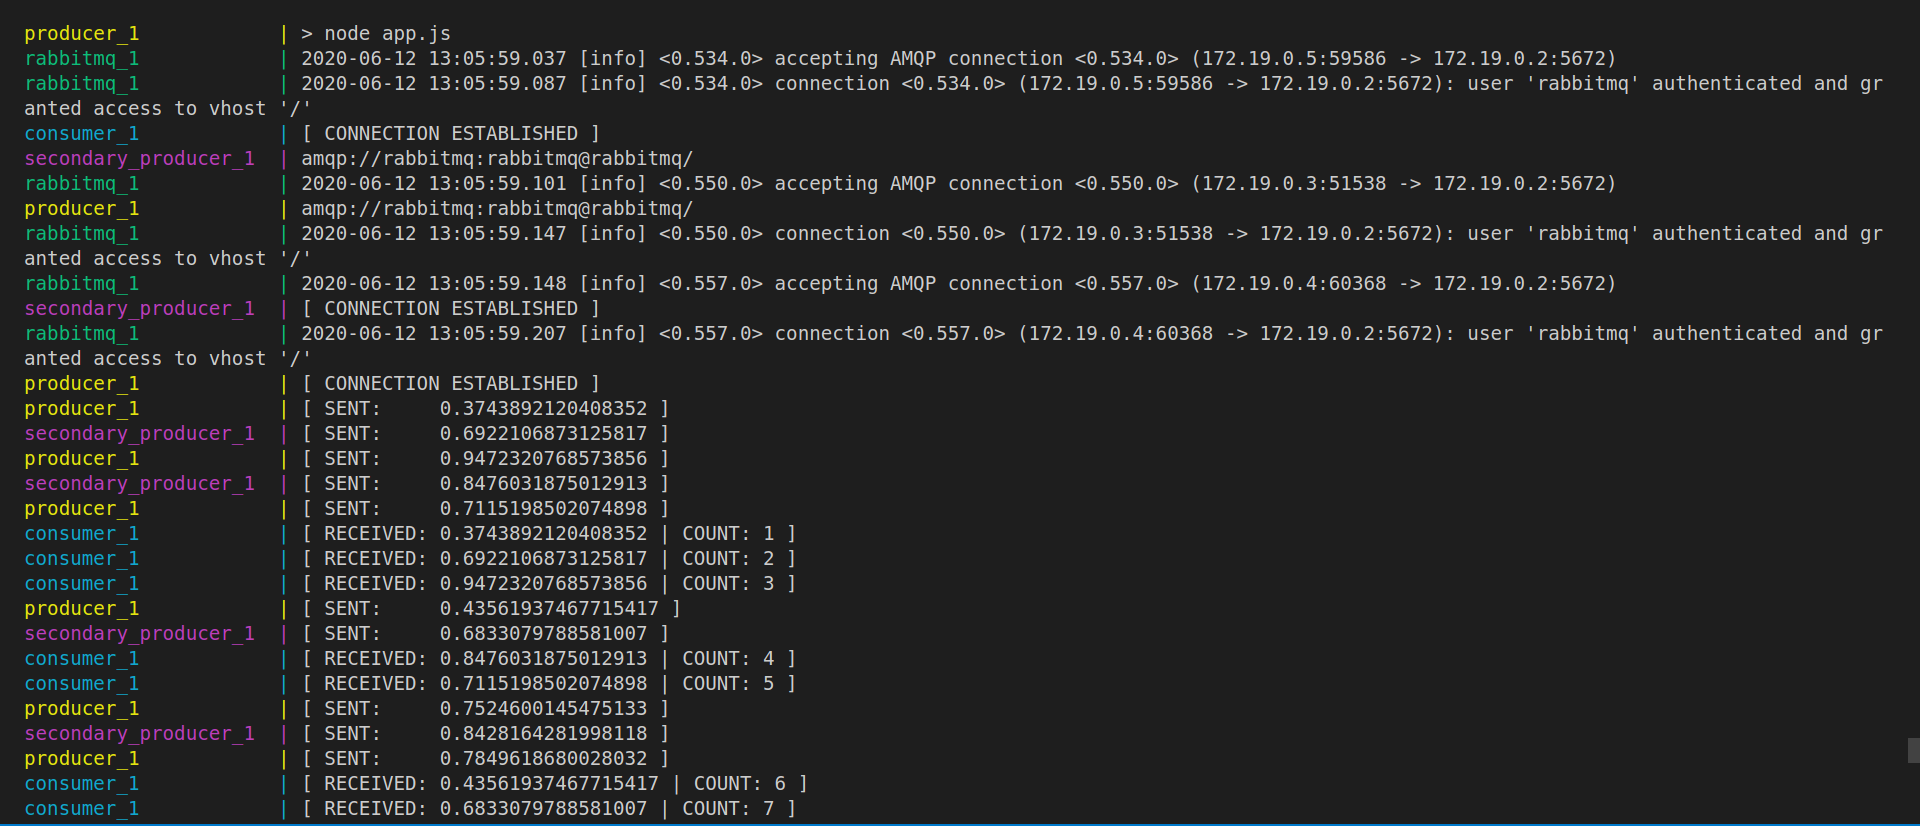 producer_1            | > node app.js
rabbitmq_1            | 2020-06-12 13:05:59.037 [info] <0.534.0> accepting AMQP connection <0.534.0> (172.19.0.5:59586 -> 172.19.0.2:5672)
rabbitmq_1            | 2020-06-12 13:05:59.087 [info] <0.534.0> connection <0.534.0> (172.19.0.5:59586 -> 172.19.0.2:5672): user 'rabbitmq' authenticated and gr
anted access to vhost '/'
consumer_1            | [ CONNECTION ESTABLISHED ]
secondary_producer_1  | amqp://rabbitmq:rabbitmq@rabbitmq/
rabbitmq_1            | 2020-06-12 13:05:59.101 [info] <0.550.0> accepting AMQP connection <0.550.0> (172.19.0.3:51538 -> 172.19.0.2:5672)
producer_1            | amqp://rabbitmq:rabbitmq@rabbitmq/
rabbitmq_1            | 2020-06-12 13:05:59.147 [info] <0.550.0> connection <0.550.0> (172.19.0.3:51538 -> 172.19.0.2:5672): user 'rabbitmq' authenticated and gr
anted access to vhost '/'
rabbitmq_1            | 2020-06-12 13:05:59.148 [info] <0.557.0> accepting AMQP connection <0.557.0> (172.19.0.4:60368 -> 172.19.0.2:5672)
secondary_producer_1  | [ CONNECTION ESTABLISHED ]
rabbitmq_1            | 2020-06-12 13:05:59.207 [info] <0.557.0> connection <0.557.0> (172.19.0.4:60368 -> 172.19.0.2:5672): user 'rabbitmq' authenticated and gr
anted access to vhost '/'
producer_1            | [ CONNECTION ESTABLISHED ]
producer_1            | [ SENT:     0.3743892120408352 ]
secondary_producer_1  | [ SENT:     0.6922106873125817 ]
producer_1            | [ SENT:     0.9472320768573856 ]
secondary_producer_1  | [ SENT:     0.8476031875012913 ]
producer_1            | [ SENT:     0.7115198502074898 ]
consumer_1            | [ RECEIVED: 0.3743892120408352 | COUNT: 1 ]
consumer_1            | [ RECEIVED: 0.6922106873125817 | COUNT: 2 ]
consumer_1            | [ RECEIVED: 0.9472320768573856 | COUNT: 3 ]
producer_1            | [ SENT:     0.43561937467715417 ]
secondary_producer_1  | [ SENT:     0.6833079788581007 ]
consumer_1            | [ RECEIVED: 0.8476031875012913 | COUNT: 4 ]
consumer_1            | [ RECEIVED: 0.7115198502074898 | COUNT: 5 ]
producer_1            | [ SENT:     0.7524600145475133 ]
secondary_producer_1  | [ SENT:     0.8428164281998118 ]
producer_1            | [ SENT:     0.7849618680028032 ]
consumer_1            | [ RECEIVED: 0.43561937467715417 | COUNT: 6 ]
consumer_1            | [ RECEIVED: 0.6833079788581007 | COUNT: 7 ]